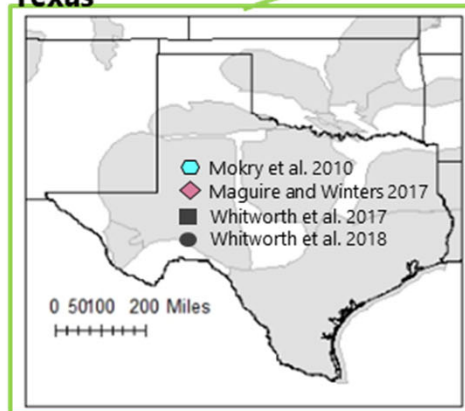 Texas
Mokry et al. 2010
Maguire and Winters 2017
Whitworth et al. 2017
Whitworth et al. 2018
0 50100 200 Miles